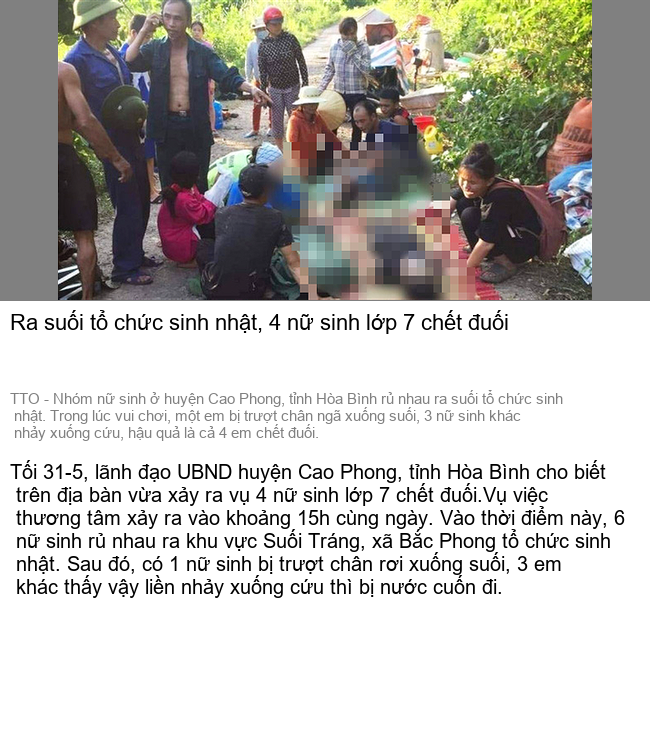 Ra suối tổ chức sinh nhật, 4 nữ sinh lớp 7 chết đuối
TTO - Nhóm nữ sinh ở huyện Cao Phong, tỉnh Hòa Bình rủ nhau ra suối tổ chức sinh
nhật. Trong lúc vui chơi, một em bị trượt chân ngã xuống suối, 3 nữ sinh khác
nhảy xuống cứu, hậu quả là cả 4 em chết đuối.
Tối 31-5, lãnh đạo UBND huyện Cao Phong, tỉnh Hòa Bình cho biết
trên địa bàn vừa xảy ra vụ 4 nữ sinh lớp 7 chết đuối.Vụ việc
thương tâm xảy ra vào khoảng 15h cùng ngày. Vào thời điểm này, 6
nữ sinh rủ nhau ra khu vực Suối Tráng, xã Bắc Phong tổ chức sinh
nhật. Sau đó, có 1 nữ sinh bị trượt chân rơi xuống suối, 3 em
khác thấy vậy liền nhảy xuống cứu thì bị nước cuốn đi.